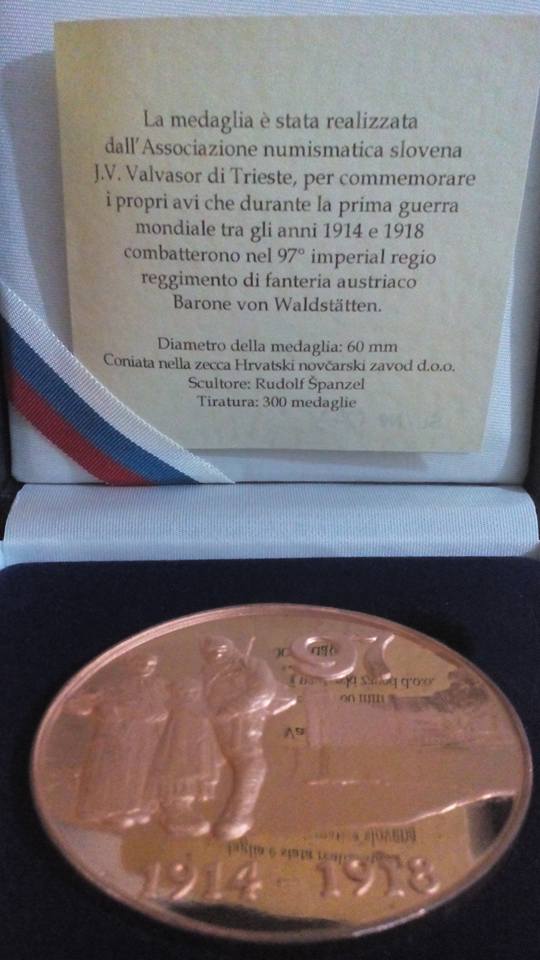 La medaglia è stata realizzata
dall'Associazione numismatica slovena
J.V. Valvasor di Trieste, per commemorare
i propri avi che durante la prima guerra
mondiale tra gli anni 1914 e 1918
combatterono nel 97° imperial regio
reggimento di fanteria austriaco
Barone von Waldstätten.
Diametro della medaglia: 60 mm
Coniata nella zecca Hrvatski novčarski zavod d.o.o.
Scultore: Rudolf Španzel
Tiratura: 300 medaglie
97
1914 - 1918